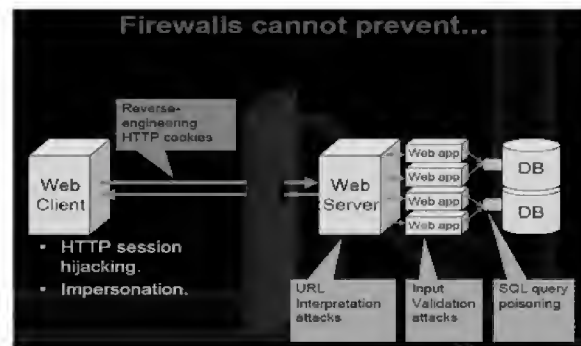 Firewalls cannot prevent...
Reverse-
engineering
HTTP cookies
Web
Client
Web
Server
Web app
Web app
Web app
Web app
DB
DB
• HTTP session
hijacking.
• Impersonation.
URL
Interpretation
attacks
Input
Validation
attacks
SQL query
poisoning